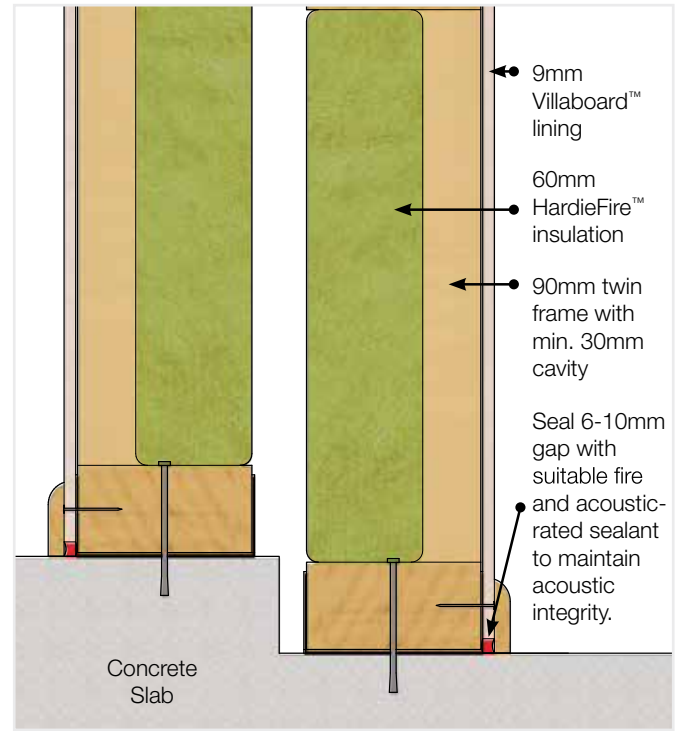 9mm
Villaboard™
lining
60mm
HardieFire™
insulation
90mm twin
frame with
min. 30mm
cavity
Seal 6-10mm
gap with
suitable fire
and acoustic-
rated sealant
to maintain
acoustic
integrity.
Concrete
Slab